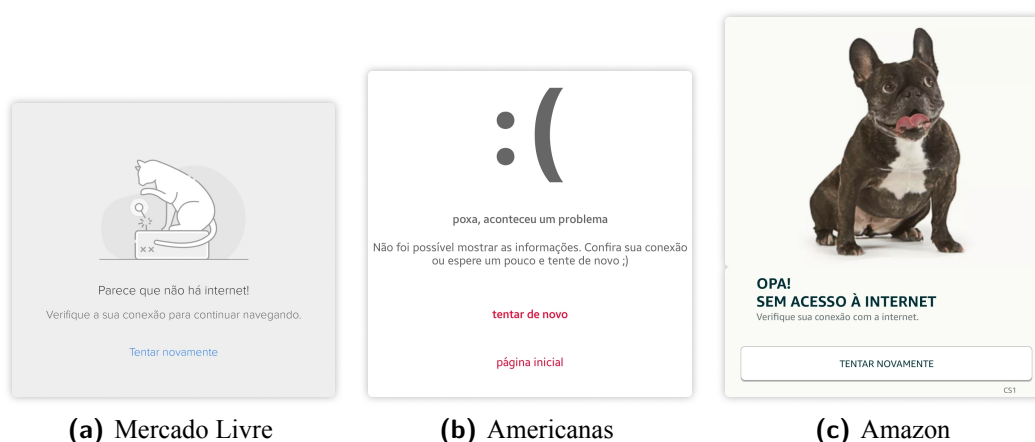 Parece que não há internet!
Verifique a sua conexão para continuar navegando.
Tentar novamente
(a) Mercado Livre
:(
poxa, aconteceu um problema
Não foi possível mostrar as informações. Confira sua conexão
ou espere um pouco e tente de novo ;)
tentar de novo
página inicial
(b) Americanas
OPA!
SEM ACESSO À INTERNET
Verifique sua conexão com a internet.
TENTAR NOVAMENTE
CS1
(c) Amazon